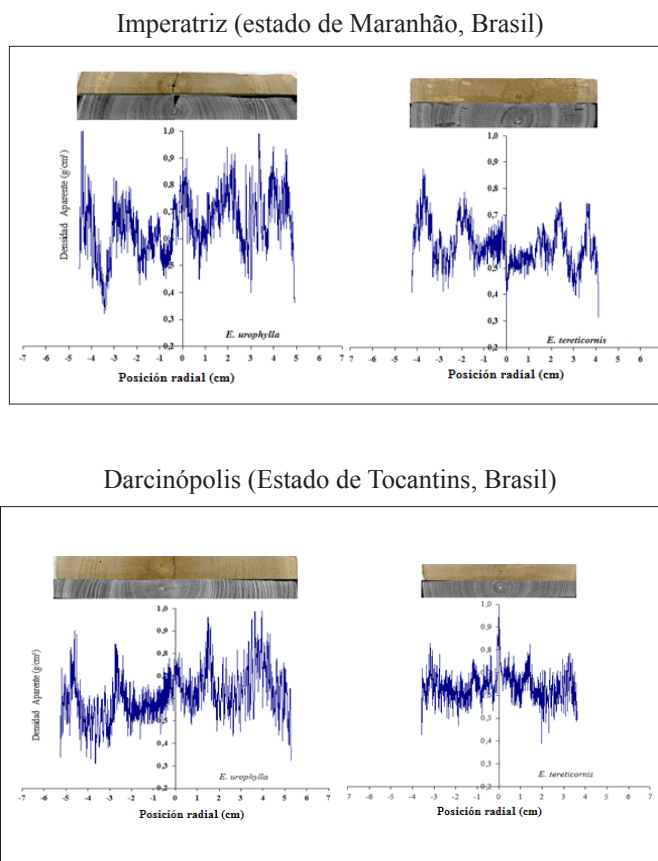 Imperatriz (estado de Maranhão, Brasil)
Densidad Aparente (g/cm³)
1,0
0,9
0,8
0,7
0,6
0,5
0,4
0,3
0,2
E. urophylla
-7 -6 -5 -4 -3 -2 -1 0 1 2 3 4 5 6 7
Posición radial (cm)
1,0
0,9
0,8
0,7
0,6
0,5
0,4
0,3
0,2
E. tereticornis
-6 -5 -4 -3 -2 -1 0 1 2 3 4 5 6
Posición radial (cm)
Darcinópolis (Estado de Tocantins, Brasil)
Densidad Aparente (g/cm³)
1,0
0,9
0,8
0,7
0,6
0,5
0,4
0,3
0,2
E. urophylla
-7 -6 -5 -4 -3 -2 -1 0 1 2 3 4 5 6 7
Posición radial (cm)
1,0
0,9
0,8
0,7
0,6
0,5
0,4
0,3
0,2
E. tereticornis
7 -6 -5 -4 -3 -2 -1 0 1 2 3 4 5 6 7
Posición radial (cm)